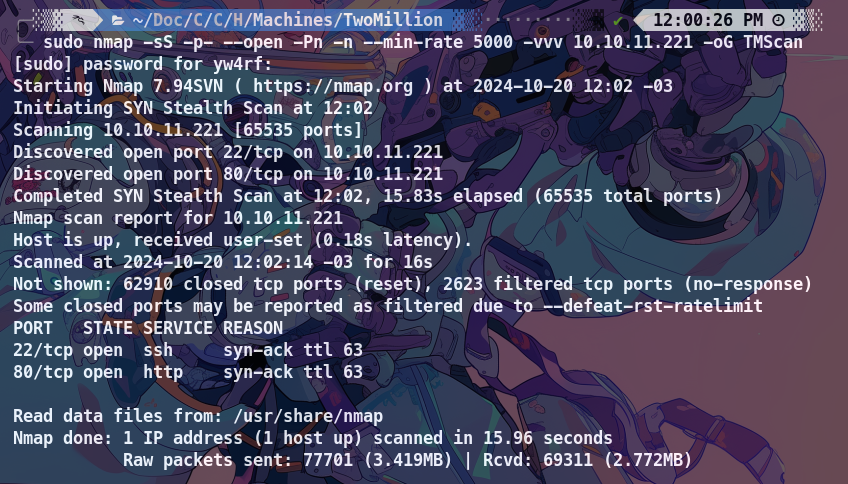 ~/Doc/C/C/H/Machines/TwoMillion 12:00:26 PM
sudo nmap -sS -p- --open -Pn -n --min-rate 5000 -vvv 10.10.11.221 -oG TMScan
[sudo] password for yw4rf:
Starting Nmap 7.94SVN ( https://nmap.org ) at 2024-10-20 12:02 -03
Initiating SYN Stealth Scan at 12:02
Scanning 10.10.11.221 [65535 ports]
Discovered open port 22/tcp on 10.10.11.221
Discovered open port 80/tcp on 10.10.11.221
Completed SYN Stealth Scan at 12:02, 15.83s elapsed (65535 total ports)
Nmap scan report for 10.10.11.221
Host is up, received user-set (0.18s latency).
Scanned at 2024-10-20 12:02:14 -03 for 16s
Not shown: 62910 closed tcp ports (reset), 2623 filtered tcp ports (no-response)
Some closed ports may be reported as filtered due to --defeat-rst-ratelimit
PORT   STATE SERVICE REASON
22/tcp open  ssh     syn-ack ttl 63
80/tcp open  http    syn-ack ttl 63
Read data files from: /usr/share/nmap
Nmap done: 1 IP address (1 host up) scanned in 15.96 seconds
Raw packets sent: 77701 (3.419MB) | Rcvd: 69311 (2.772MB)